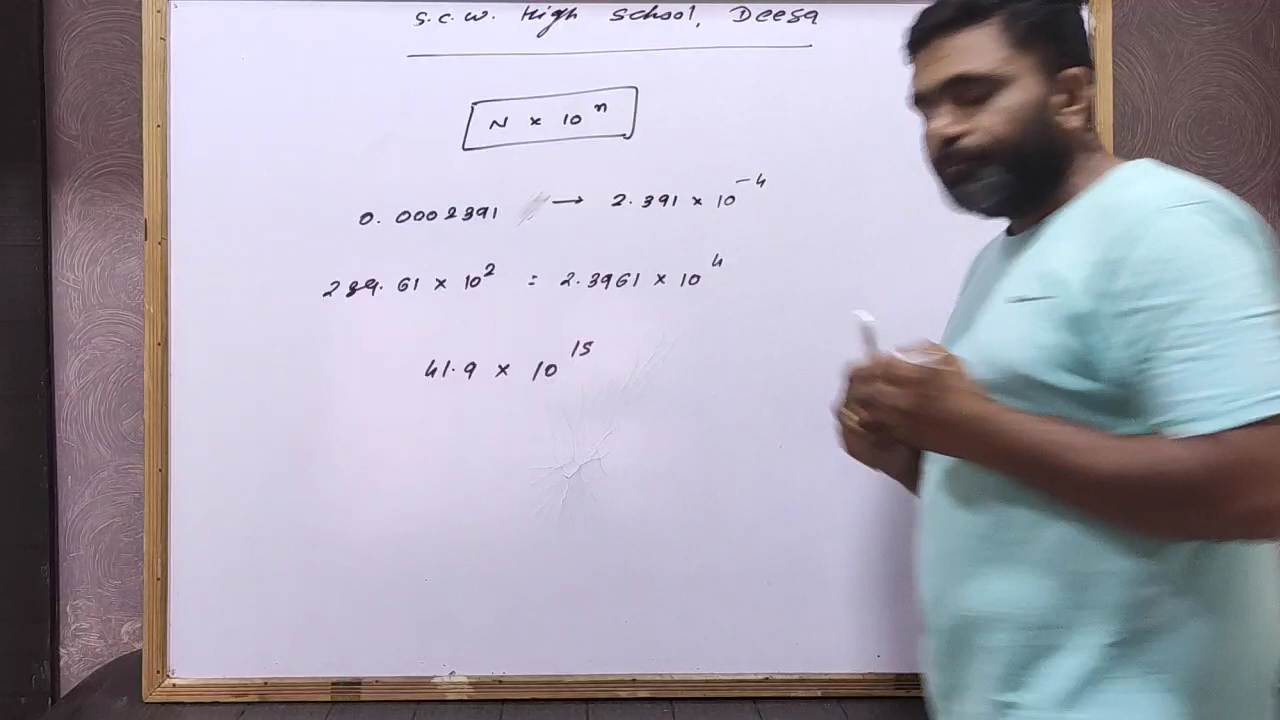 S.C.W. High School, Deesa
N × 10ⁿ
0.0002391 → 2.391 × 10⁻⁴
239.61 × 10² = 2.3961 × 10⁴
41.9 × 10¹⁵